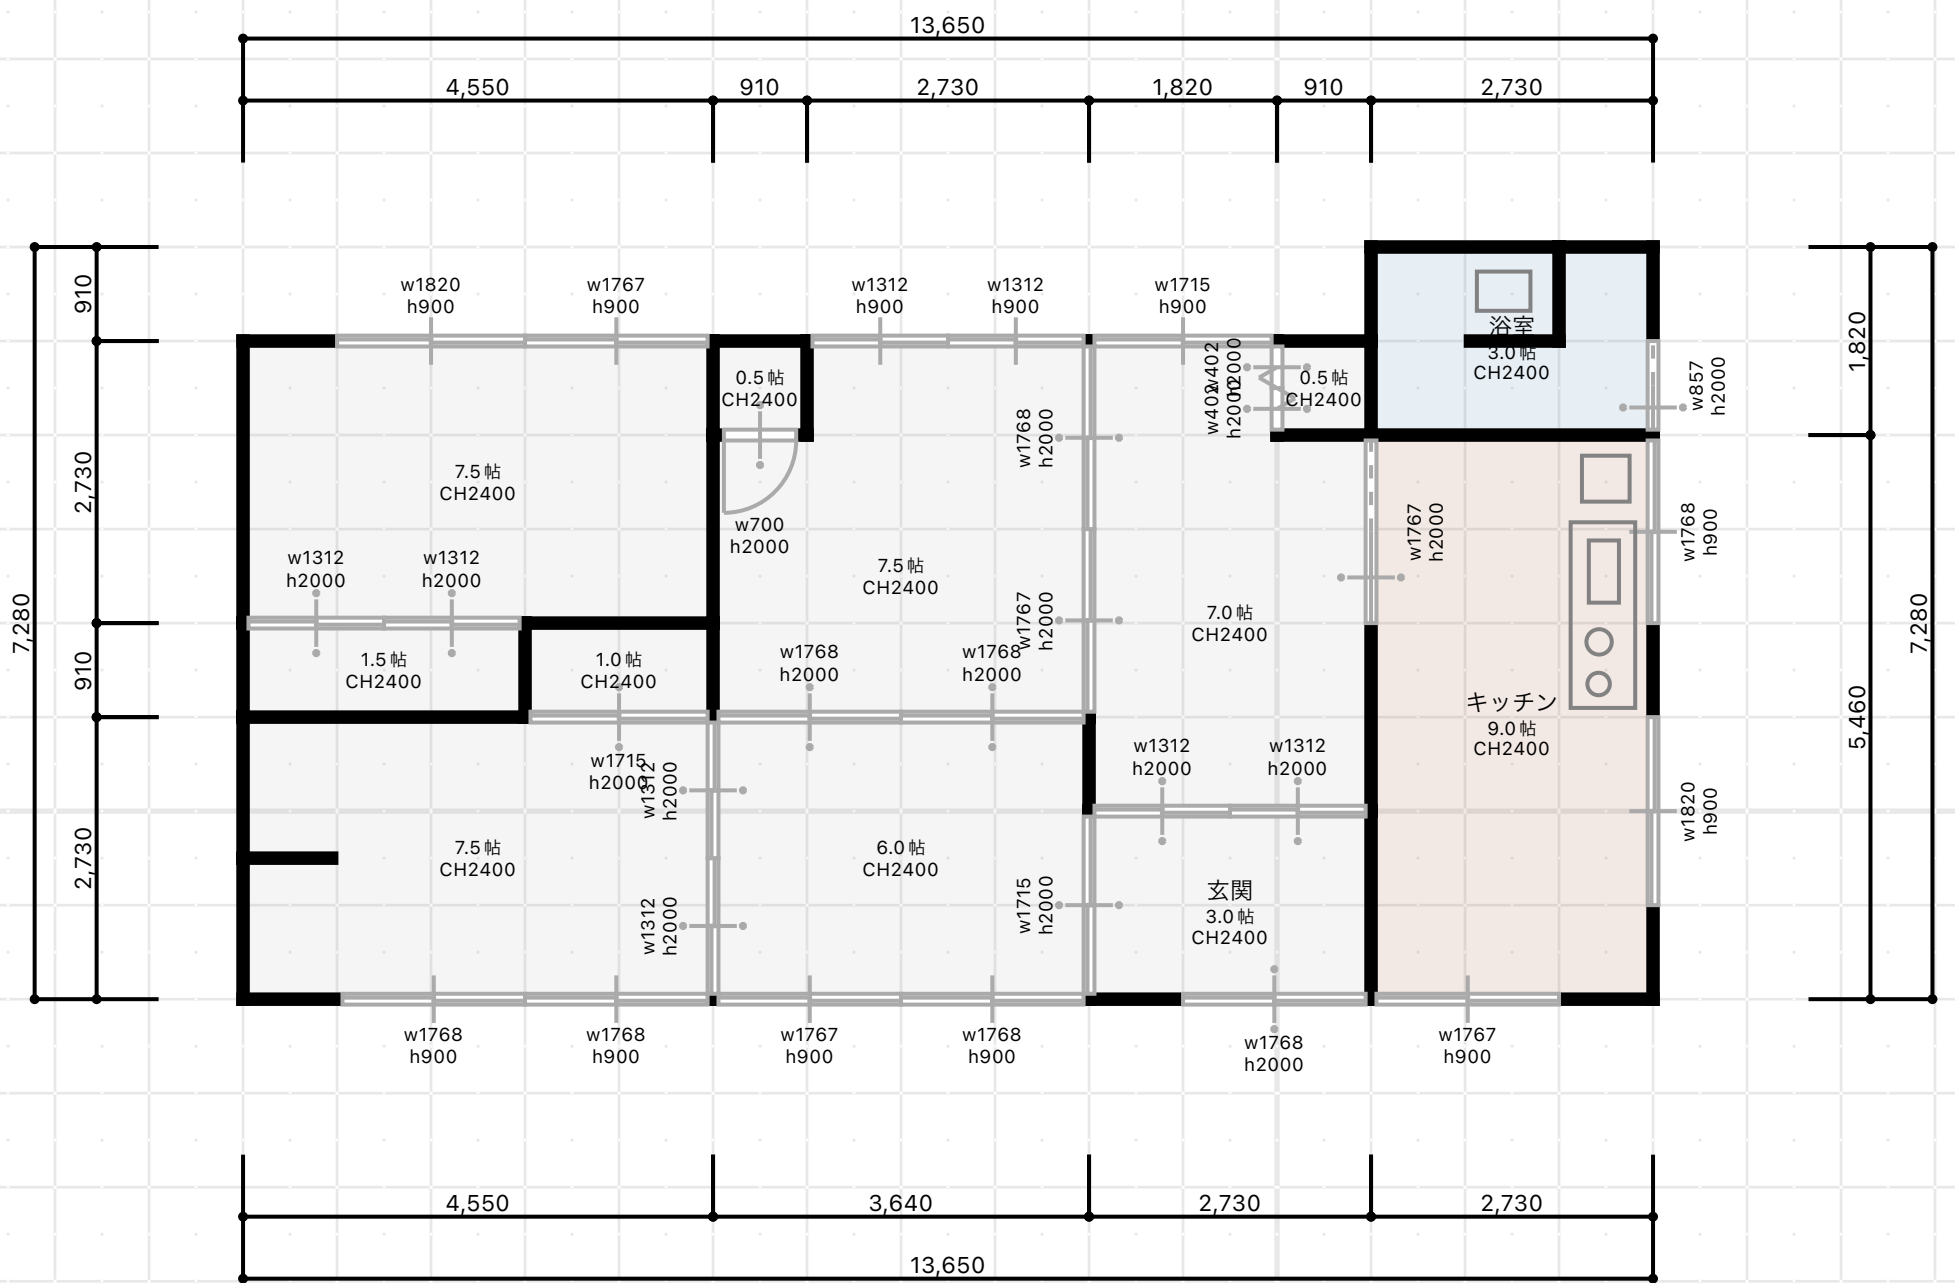 13,650
4,550
910
2,730
1,820
910
2,730
w1820
h900
w1767
h900
w1312
h900
w1312
h900
w1715
h900
910
2,730
910
2,730
7,280
1,820
5,460
7,280
浴室
3.0帖
CH2400
w857
h2000
0.5帖
CH2400
w402
h2000
w402
h2000
0.5帖
CH2400
w1768
h2000
7.5帖
CH2400
w700
h2000
w1767
h2000
w1768
h900
w1312
h2000
w1312
h2000
7.5帖
CH2400
w1767
h2000
7.0帖
CH2400
1.5帖
CH2400
1.0帖
CH2400
w1768
h2000
w1768
h2000
キッチン
9.0帖
CH2400
w1715
h2000
w1312
h2000
w1312
h2000
w1312
h2000
w1820
h900
7.5帖
CH2400
6.0帖
CH2400
w1312
h2000
w1715
h2000
玄関
3.0帖
CH2400
w1768
h900
w1768
h900
w1767
h900
w1768
h900
w1768
h2000
w1767
h900
4,550
3,640
2,730
2,730
13,650